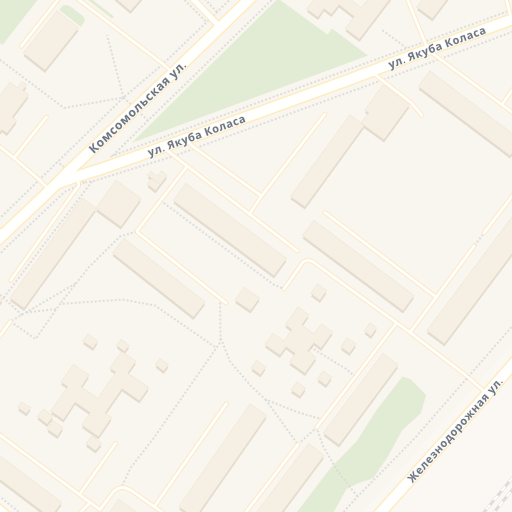 ул. Якуба Коласа
Комсомольская ул.
ул. Якуба Коласа
Железнодорожная ул.